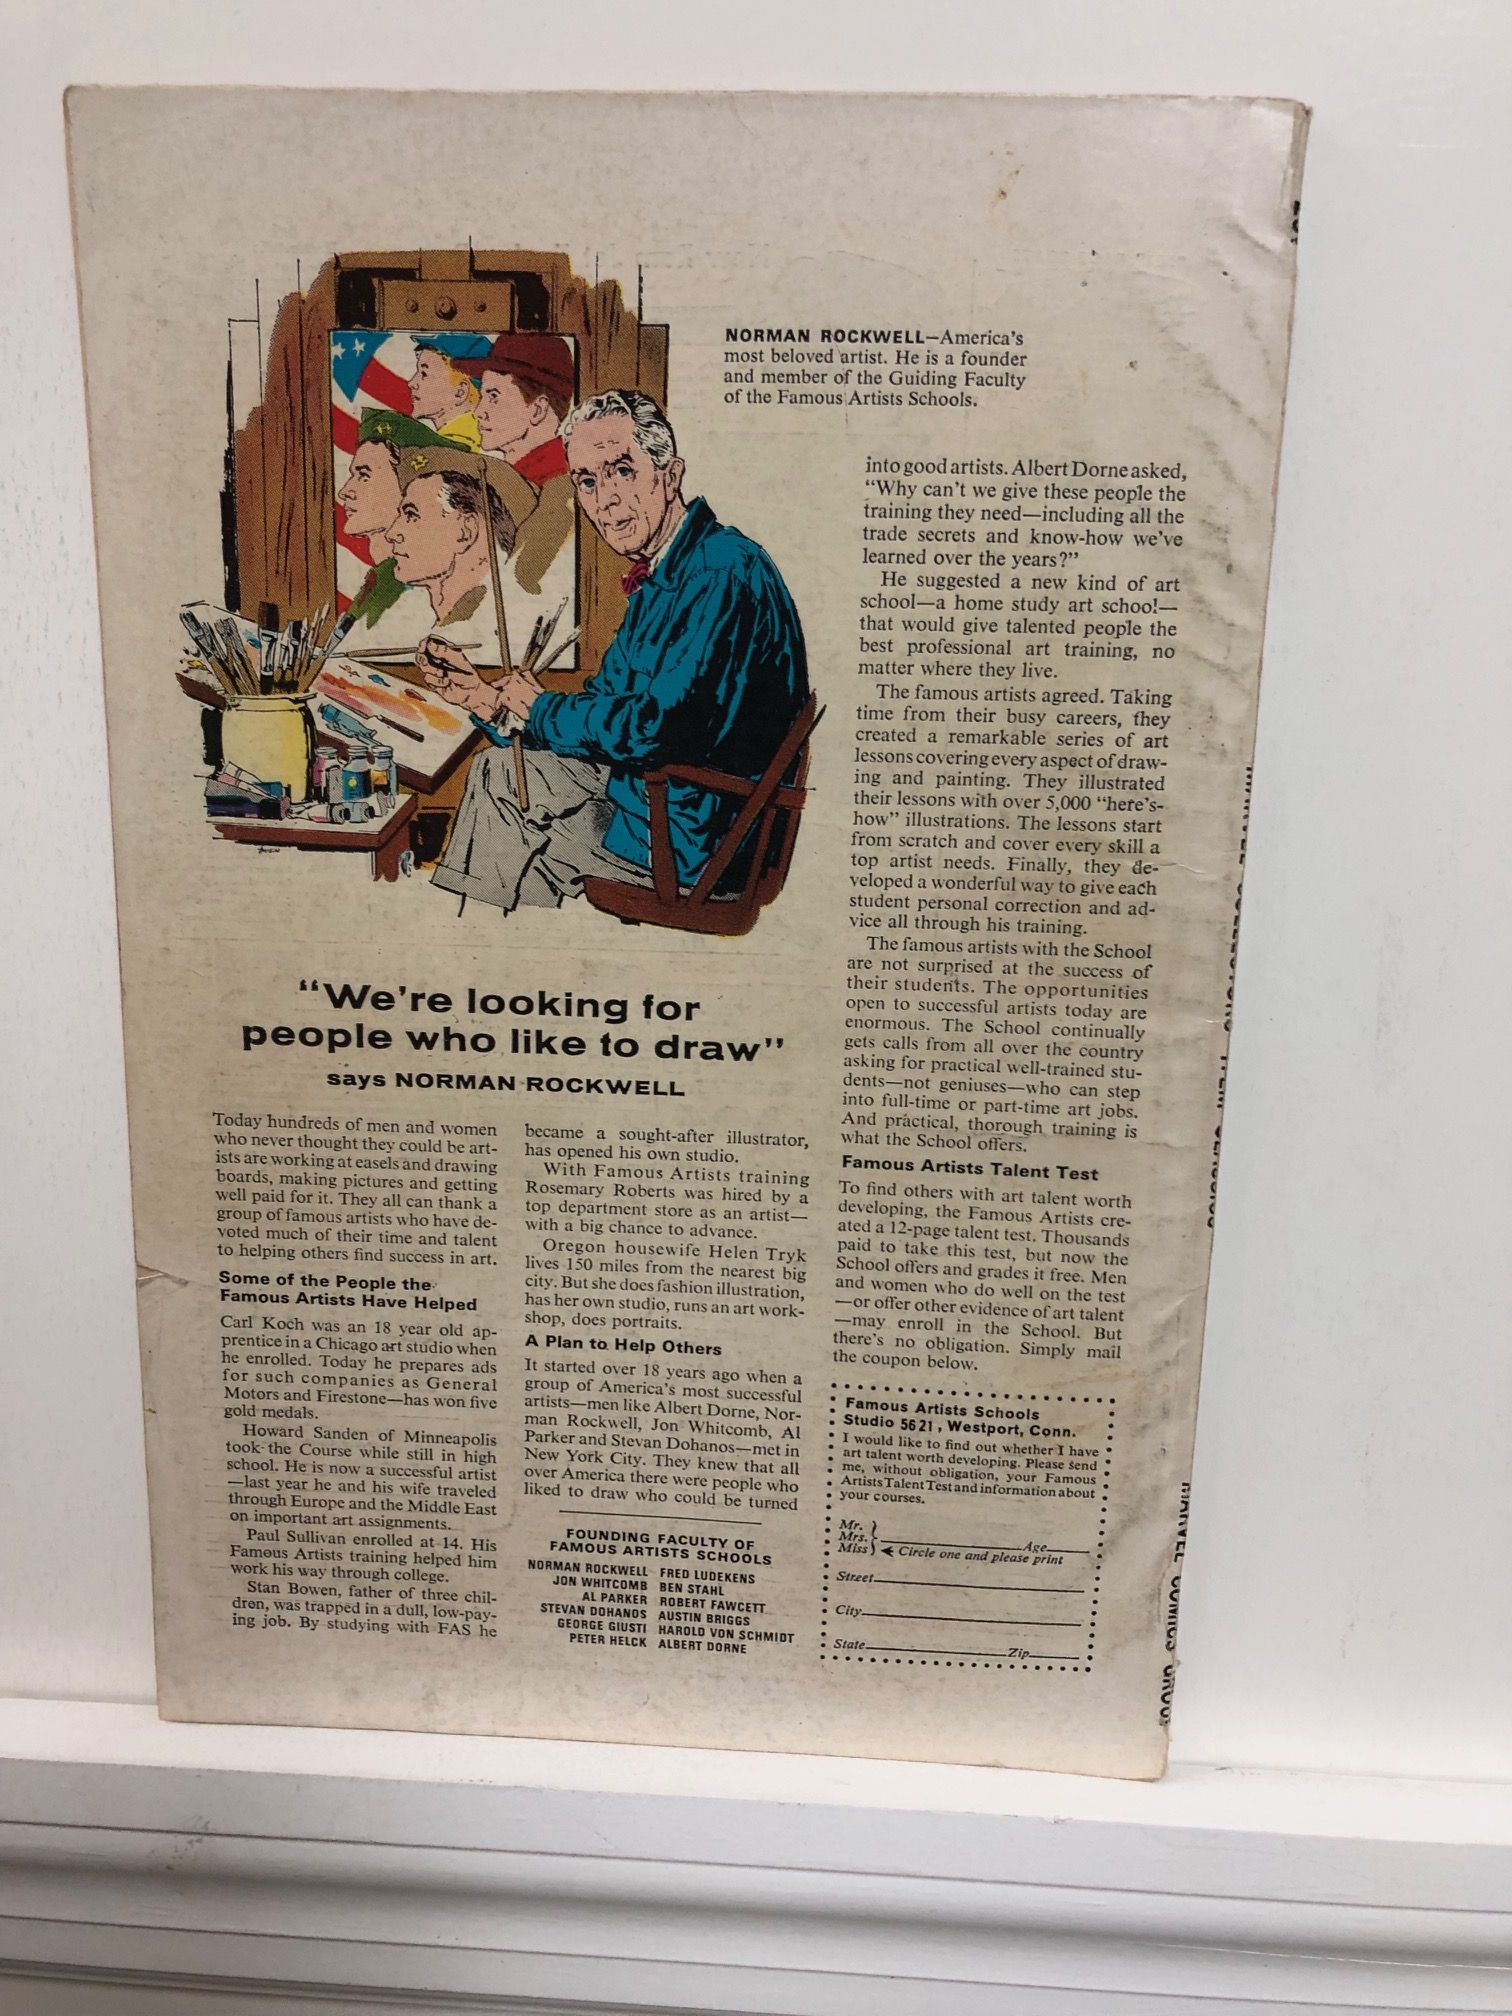 NORMAN ROCKWELL—America's
most beloved artist. He is a founder
and member of the Guiding Faculty
of the Famous Artists Schools.
"We're looking for
people who like to draw"
says NORMAN ROCKWELL
Today hundreds of men and women
who never thought they could be art-
ists are working at easels and drawing
boards, making pictures and getting
well paid for it. They all can thank a
group of famous artists who have de-
voted much of their time and talent
to helping others find success in art.
Some of the People the
Famous Artists Have Helped
Carl Koch was an 18 year old ap-
prentice in a Chicago art studio when
he enrolled. Today he prepares ads
for such companies as General
Motors and Firestone—has won five
gold medals.
Howard Sanden of Minneapolis
took the Course while still in high
school. He is now a successful artist
—last year he and his wife traveled
through Europe and the Middle East
on important art assignments.
Paul Sullivan enrolled at 14. His
Famous Artists training helped him
work his way through college.
Stan Bowen, father of three chil-
dren, was trapped in a dull, low-pay-
ing job. By studying with FAS he
became a sought-after illustrator,
has opened his own studio.
With Famous Artists training
Rosemary Roberts was hired by a
top department store as an artist—
with a big chance to advance.
Oregon housewife Helen Tryk
lives 150 miles from the nearest big
city. But she does fashion illustration,
has her own studio, runs an art work-
shop, does portraits.
A Plan to Help Others
It started over 18 years ago when a
group of America's most successful
artists—men like Albert Dorne, Nor-
man Rockwell, Jon Whitcomb, Al
Parker and Stevan Dohanos—met in
New York City. They knew that all
over America there were people who
liked to draw who could be turned
FOUNDING FACULTY OF
FAMOUS ARTISTS SCHOOLS
NORMAN ROCKWELL FRED LUDEKENS
JON WHITCOMB BEN STAHL
AL PARKER ROBERT FAWCETT
STEVAN DOHANOS AUSTIN BRIGGS
GEORGE GIUSTI HAROLD VON SCHMIDT
PETER HELCK ALBERT DORNE
into good artists. Albert Dorne asked,
"Why can't we give these people the
training they need—including all the
trade secrets and know-how we've
learned over the years?"
He suggested a new kind of art
school—a home study art school—
that would give talented people the
best professional art training, no
matter where they live.
The famous artists agreed. Taking
time from their busy careers, they
created a remarkable series of art
lessons covering every aspect of draw-
ing and painting. They illustrated
their lessons with over 5,000 "here's-
how" illustrations. The lessons start
from scratch and cover every skill a
top artist needs. Finally, they de-
veloped a wonderful way to give each
student personal correction and ad-
vice all through his training.
The famous artists with the School
are not surprised at the success of
their students. The opportunities
open to successful artists today are
enormous. The School continually
gets calls from all over the country
asking for practical well-trained stu-
dents—not geniuses—who can step
into full-time or part-time art jobs.
And practical, thorough training is
what the School offers.
Famous Artists Talent Test
To find others with art talent worth
developing, the Famous Artists cre-
ated a 12-page talent test. Thousands
paid to take this test, but now the
School offers and grades it free. Men
and women who do well on the test
—or offer other evidence of art talent
—may enroll in the School. But
there's no obligation. Simply mail
the coupon below.
Famous Artists Schools
Studio 5621, Westport, Conn.
I would like to find out whether I have
art talent worth developing. Please send
me, without obligation, your Famous
Artists Talent Test and information about
your courses.
Mr.
Mrs. Age
Miss Circle one and please print
Street
City
State Zip